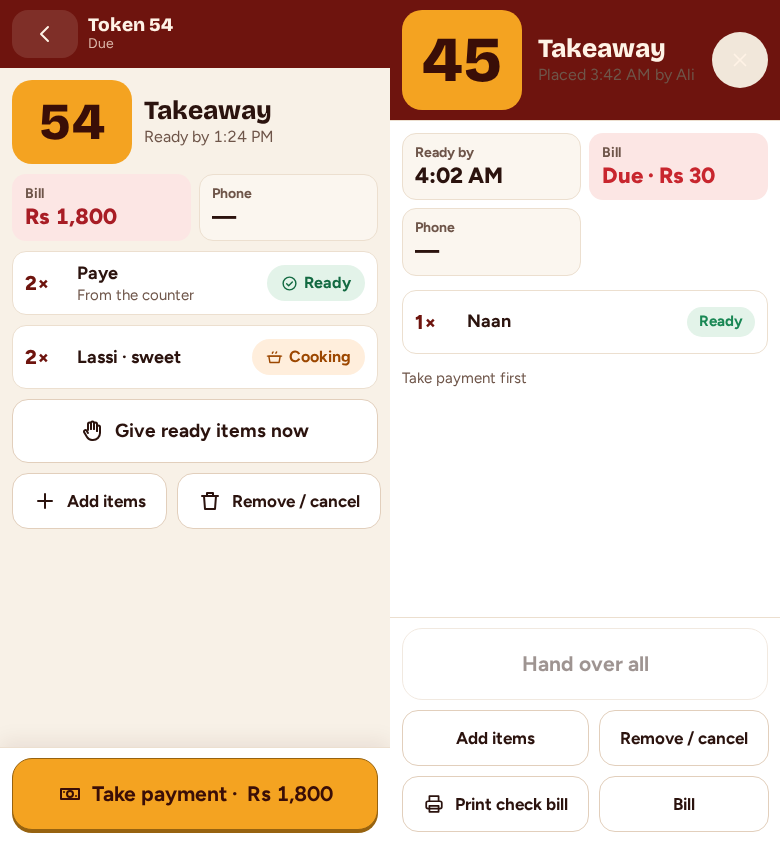 Token 54
Due
54
Takeaway
Ready by 1:24 PM
Bill
Rs 1,800
Phone
—
2×
Paye
From the counter
Ready
2×
Lassi · sweet
Cooking
Give ready items now
Add items
Remove / cancel
Take payment · Rs 1,800
45
Takeaway
Placed 3:42 AM by Ali
Ready by
4:02 AM
Bill
Due · Rs 30
Phone
—
1×
Naan
Ready
Take payment first
Hand over all
Add items
Remove / cancel
Print check bill
Bill